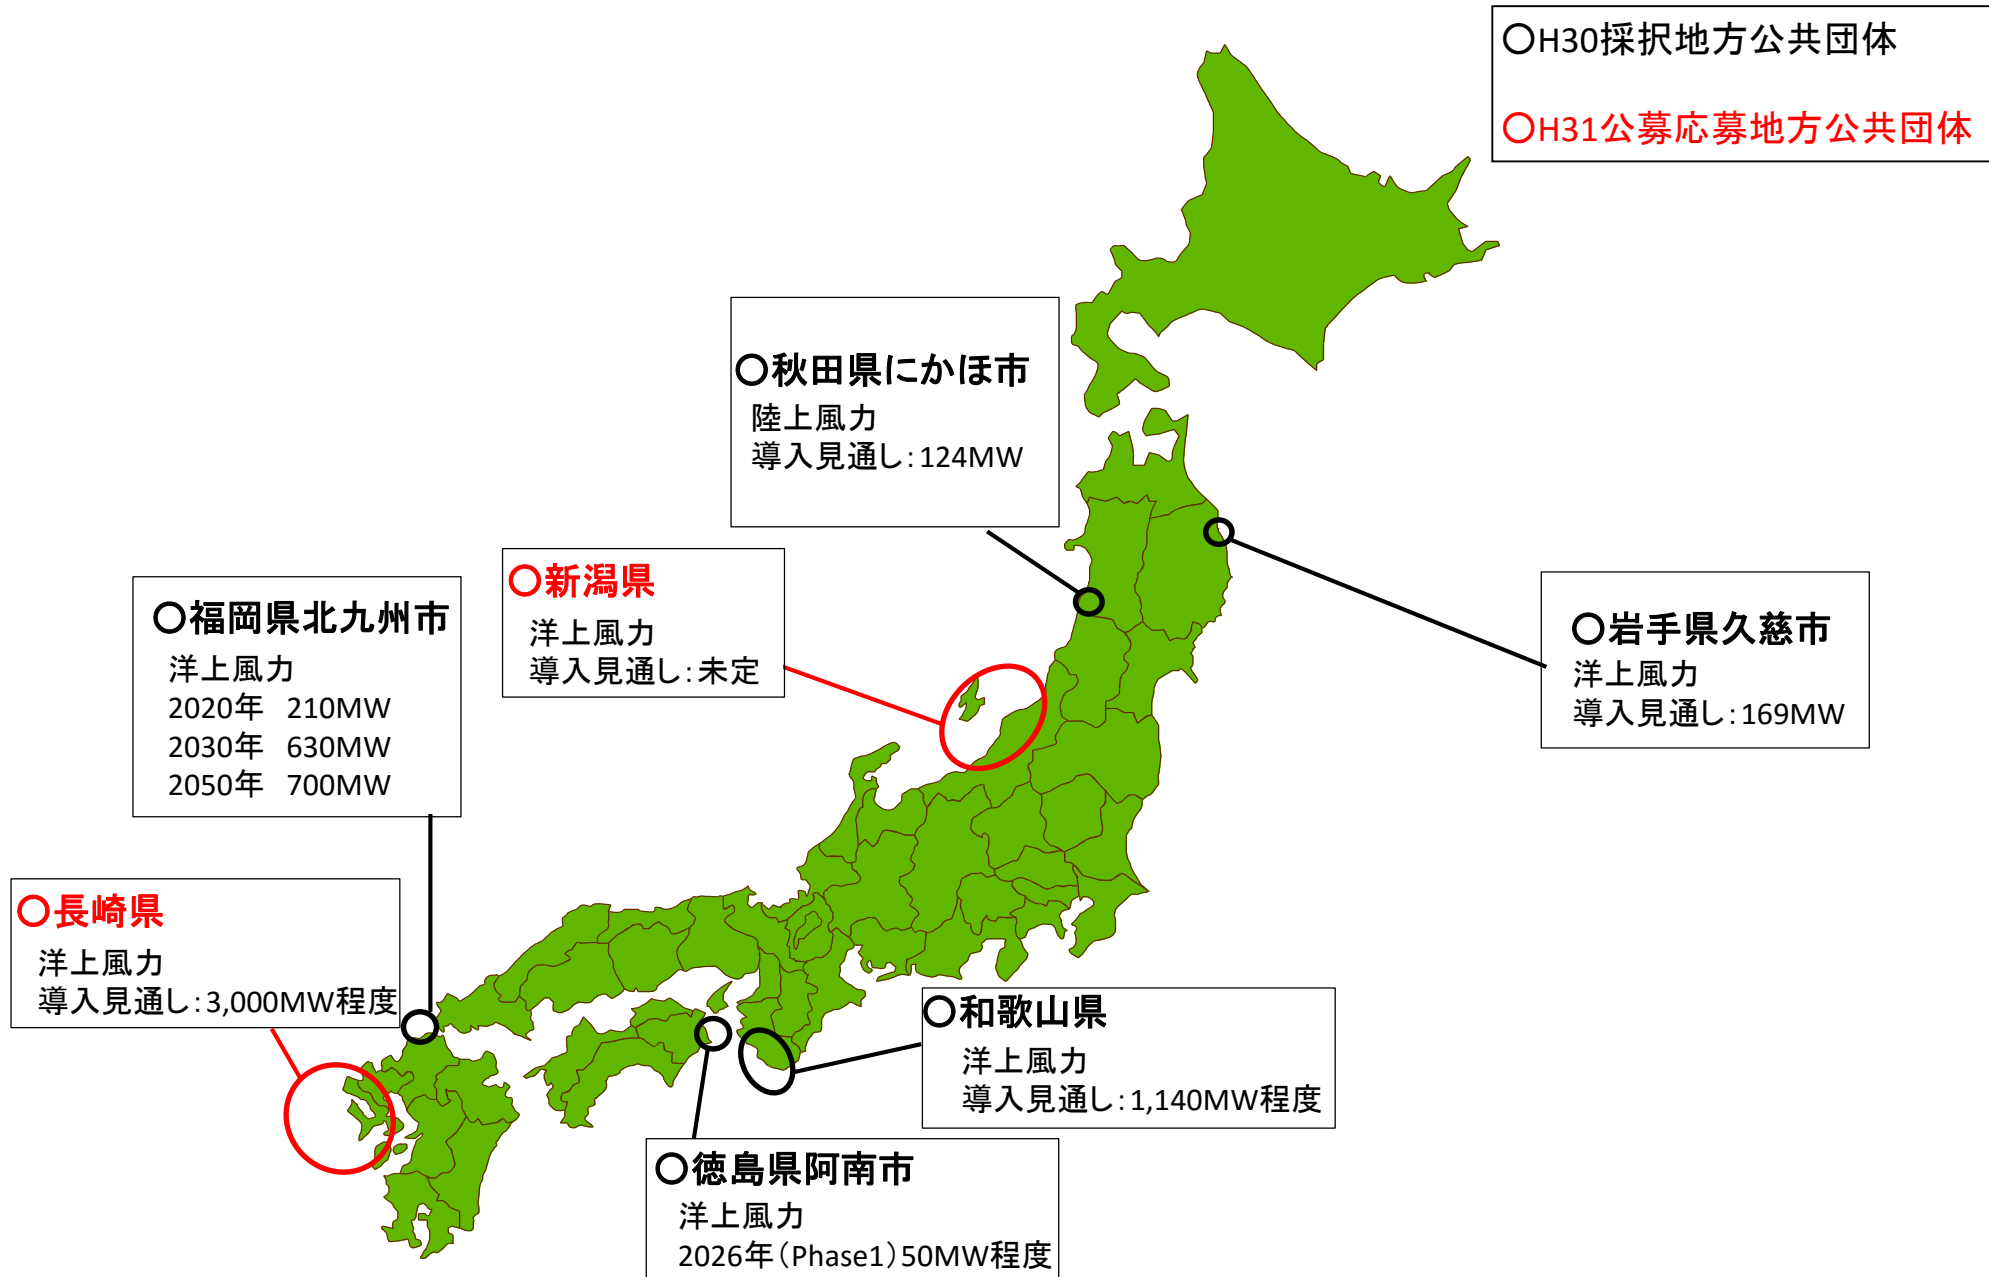 〇H30採択地方公共団体
〇H31公募応募地方公共団体
〇秋田県にかほ市
陸上風力
導入見通し：124MW
〇新潟県
洋上風力
導入見通し：未定
〇福岡県北九州市
洋上風力
2020年 210MW
2030年 630MW
2050年 700MW
〇岩手県久慈市
洋上風力
導入見通し：169MW
〇長崎県
洋上風力
導入見通し：3,000MW程度
〇和歌山県
洋上風力
導入見通し：1,140MW程度
〇徳島県阿南市
洋上風力
2026年（Phase1）50MW程度